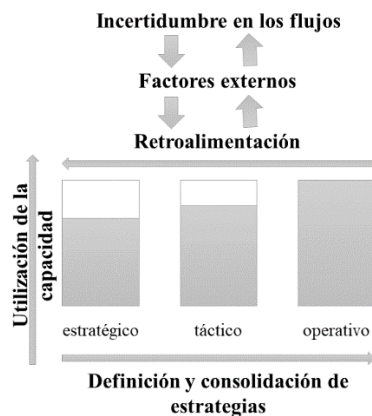 Incertidumbre en los flujos
Factores externos
Retroalimentación
Utilización de la
capacidad
estratégico
táctico
operativo
Definición y consolidación de
estrategias